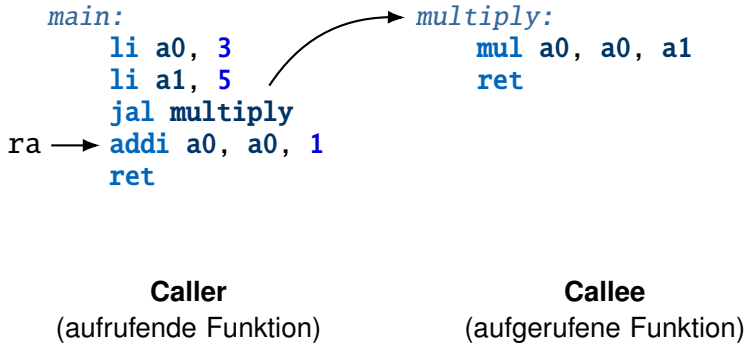 main:
li a0, 3
li a1, 5
jal multiply
ra addi a0, a0, 1
ret
multiply:
mul a0, a0, a1
ret
Caller
(aufrufende Funktion)
Callee
(aufgerufene Funktion)